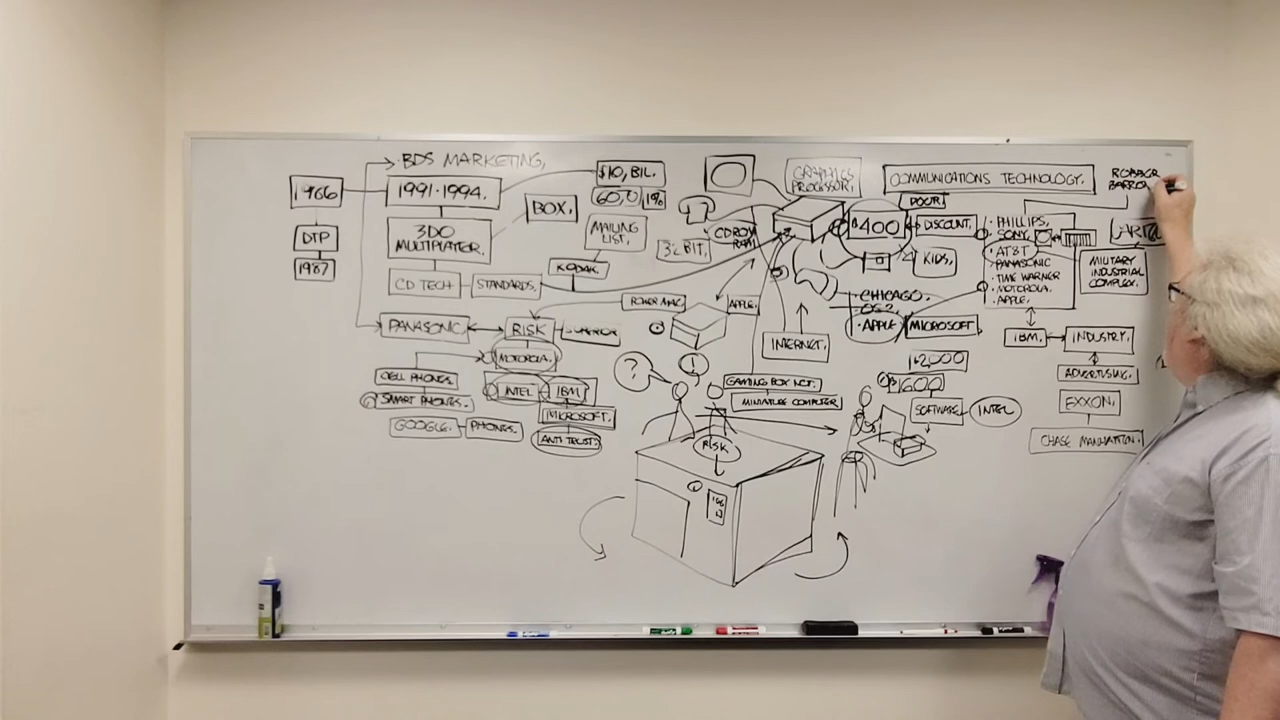 BDS MARKETING,
1966
1991-1994.
$10, BIL.
60,0
1%
DTP
1987
3DO
MULTIPLAYER
BOX.
MAILING
LIST,
CD TECH
STANDARDS,
KODAK.
PANASONIC,
RISK
MOTOROLA.
CELL PHONES.
SMART PHONES.
GOOGLE.
PHONES.
INTEL
IBM
MICROSOFT.
ANTI TRUST.
GRAPHICS
PROCESSOR.
CDROM
RAM
32 BIT,
POWER MAC
APPLE,
INTERNET.
?
!
GAMING BOX NET.
MINIATURE COMPUTER
RISK
$400
DISCOUNT,
KIDS,
CHICAGO.
OS2,
APPLE
MICROSOFT
$2000
$1600
SOFTWARE
INTEL
COMMUNICATIONS TECHNOLOGY.
PHILLIPS,
SONY,
AT&T
PANASONIC
TIME WARNER
MOTOROLA.
APPLE,
MILITARY
INDUSTRIAL
COMPLEX.
IBM.
INDUSTRY.
ADVERTISING.
EXXON.
CHASE MANHATTAN.
ROBBER